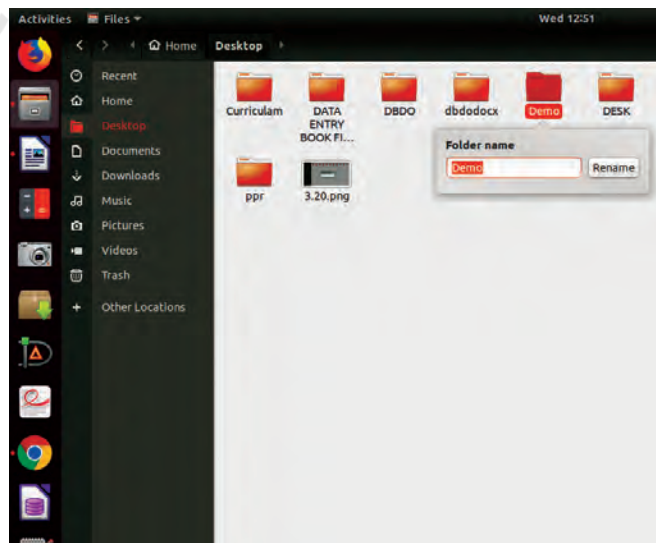 Activities Files Wed 12:51
Home Desktop
Recent
Home
Desktop
Documents
Downloads
Music
Pictures
Videos
Trash
Other Locations
Curriculam DATA DBDO dbdodocx Demo DESK
ENTRY
BOOK FI...
ppr 3.20.png
Folder name
Demo Rename